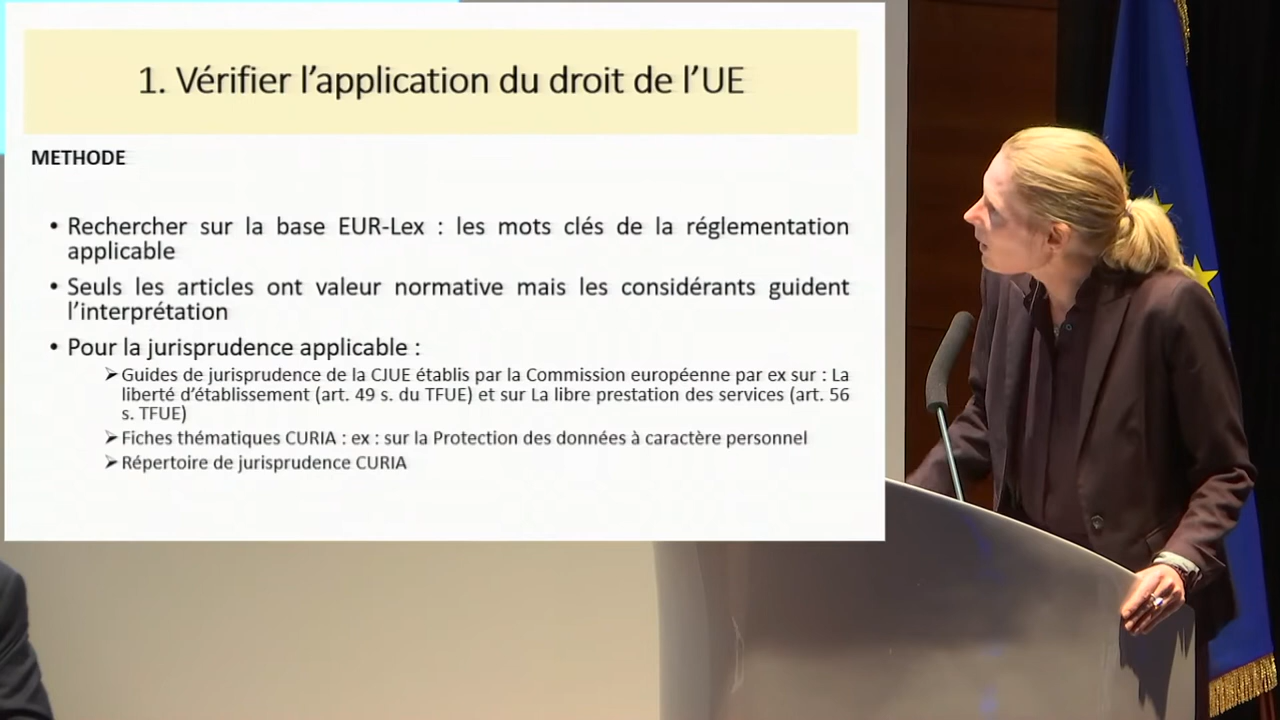 1. Vérifier l’application du droit de l’UE
METHODE
• Rechercher sur la base EUR-Lex : les mots clés de la réglementation
applicable
• Seuls les articles ont valeur normative mais les considérants guident
l’interprétation
• Pour la jurisprudence applicable :
➢Guides de jurisprudence de la CJUE établis par la Commission européenne par ex sur : La
liberté d’établissement (art. 49 s. du TFUE) et sur La libre prestation des services (art. 56
s. TFUE)
➢Fiches thématiques CURIA : ex : sur la Protection des données à caractère personnel
➢Répertoire de jurisprudence CURIA